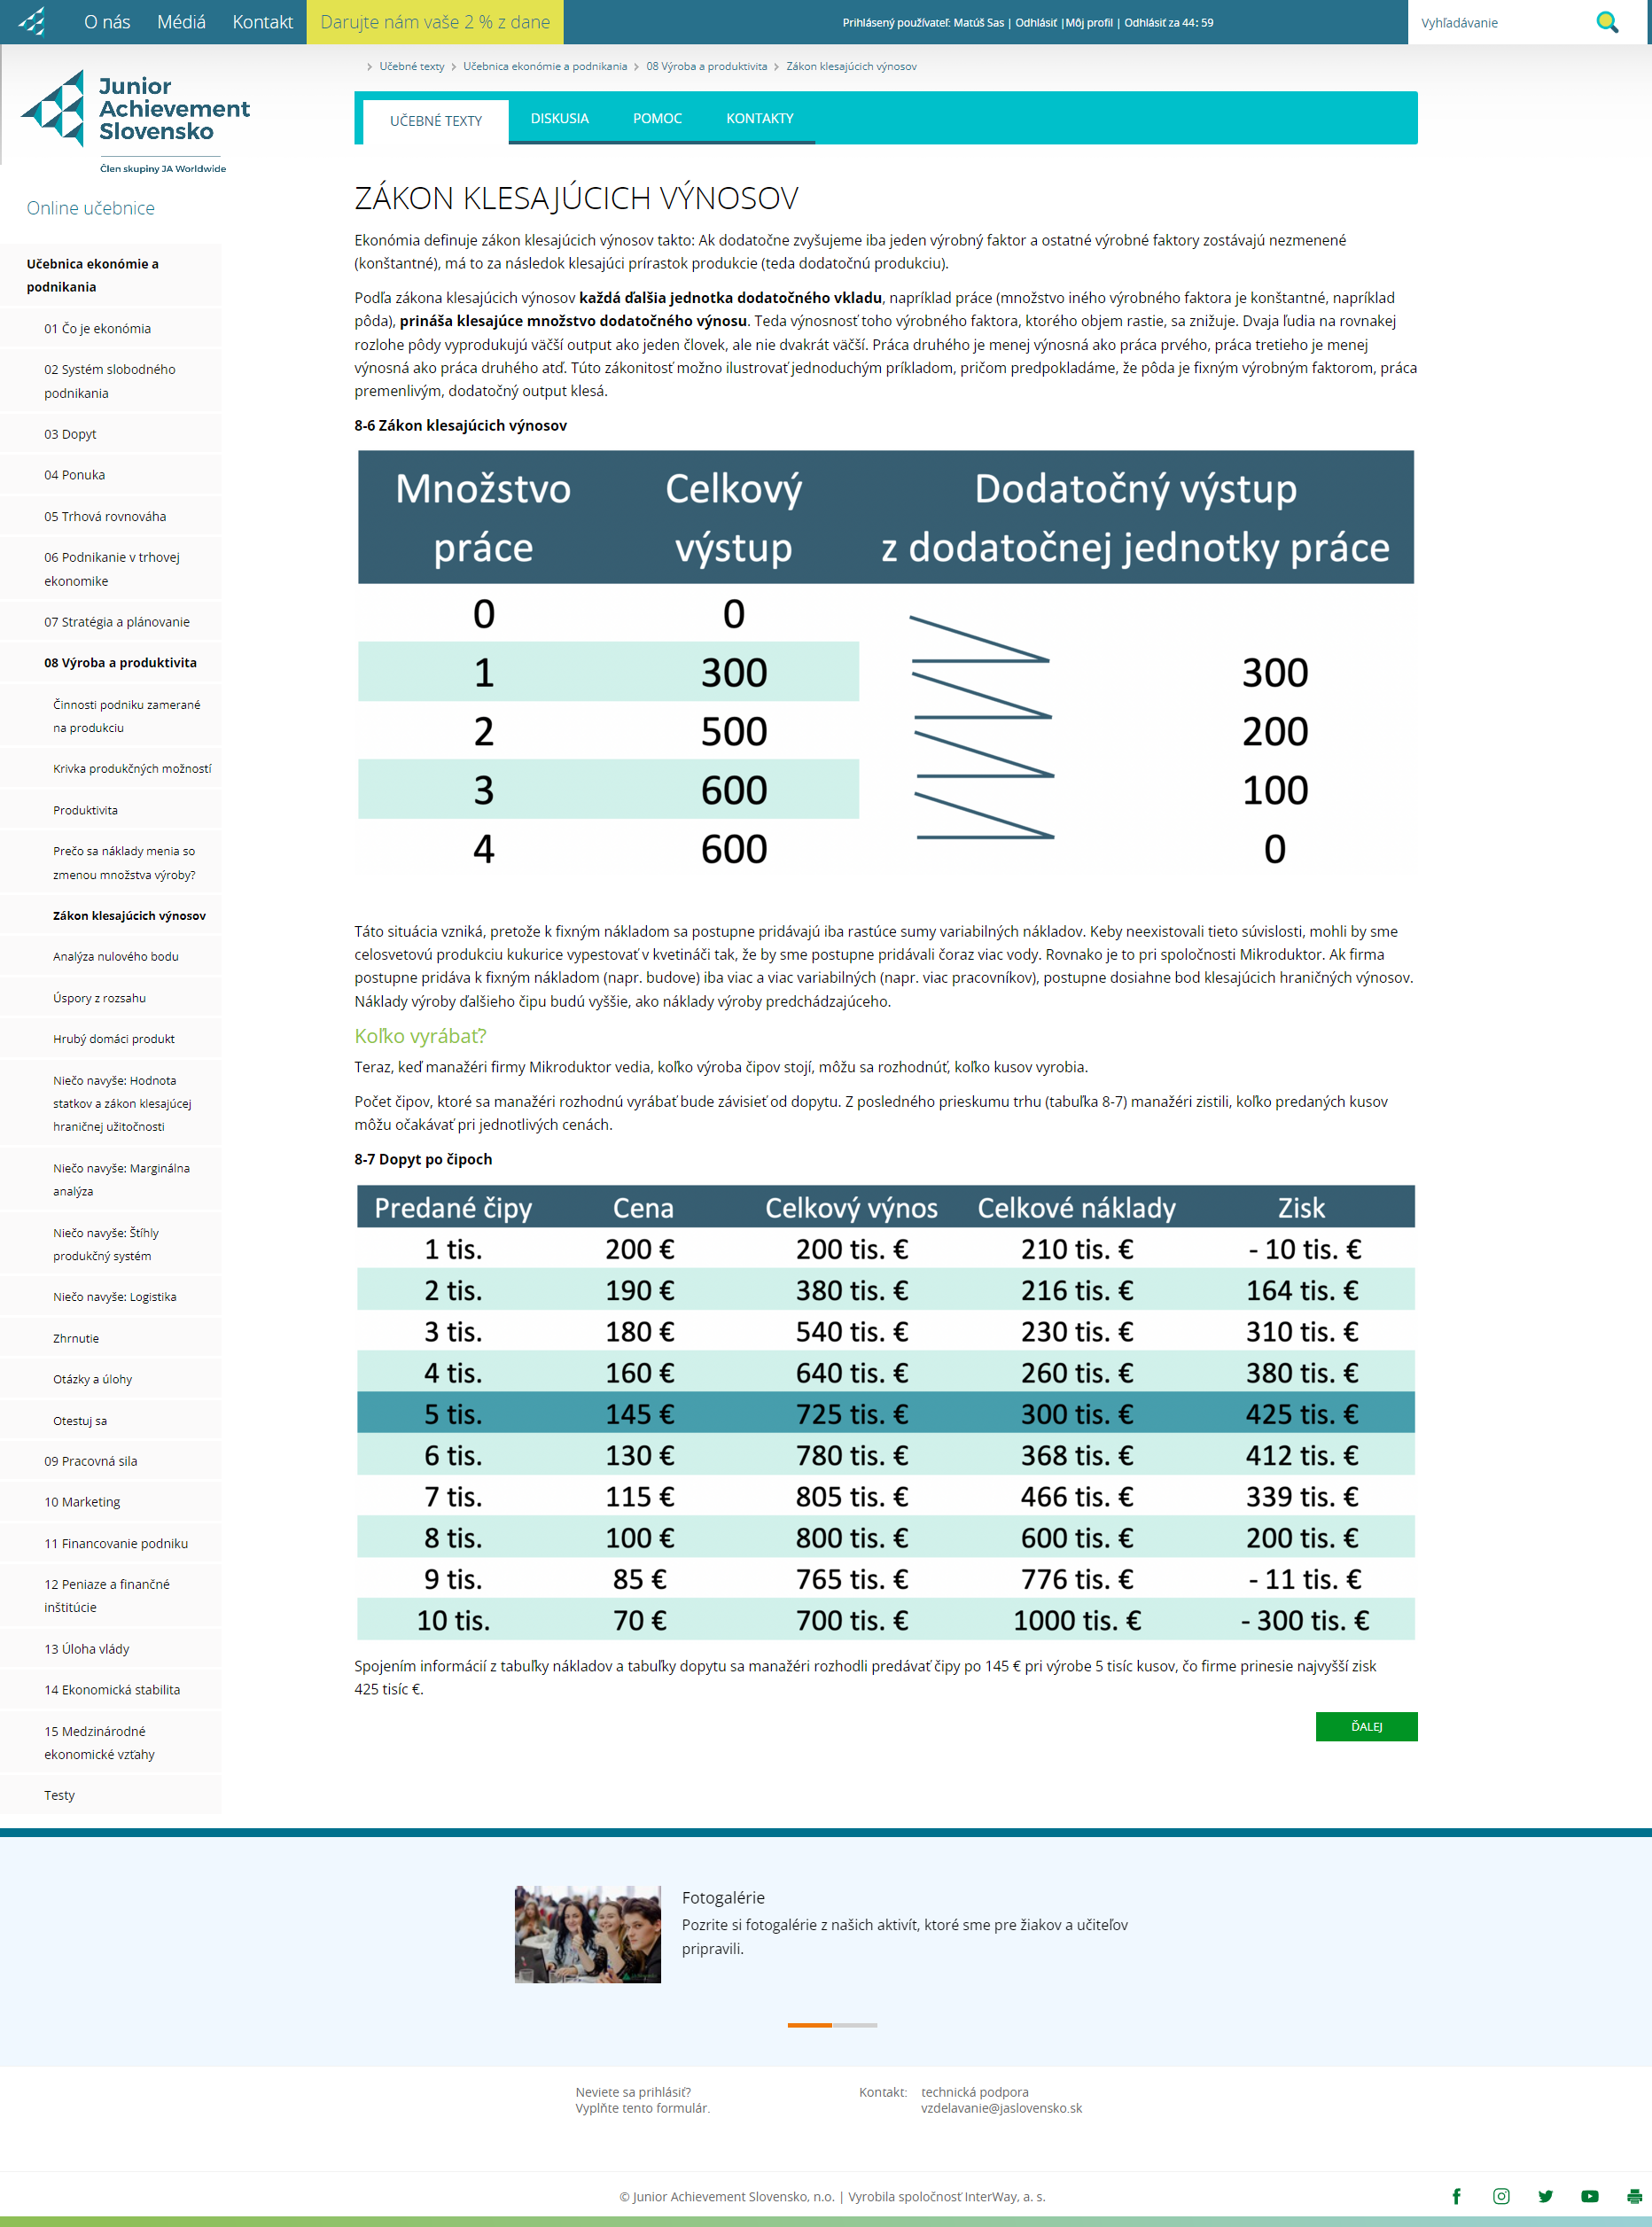 O nás Médiá Kontakt Darujte nám vaše 2 % z dane Prihlásený používateľ: Matúš Sas | Odhlásiť |Môj profil | Odhlásiť za 44: 59 Vyhľadávanie
Junior
Achievement
Slovensko
Člen skupiny JA Worldwide
Online učebnice
Učebnica ekonómie a
podnikania
01 Čo je ekonómia
02 Systém slobodného
podnikania
03 Dopyt
04 Ponuka
05 Trhová rovnováha
06 Podnikanie v trhovej
ekonomike
07 Stratégia a plánovanie
08 Výroba a produktivita
Činnosti podniku zamerané
na produkciu
Krivka produkčných možností
Produktivita
Prečo sa náklady menia so
zmenou množstva výroby?
Zákon klesajúcich výnosov
Analýza nulového bodu
Úspory z rozsahu
Hrubý domáci produkt
Niečo navyše: Hodnota
statkov a zákon klesajúcej
hraničnej užitočnosti
Niečo navyše: Marginálna
analýza
Niečo navyše: Štíhly
produkčný systém
Niečo navyše: Logistika
Zhrnutie
Otázky a úlohy
Otestuj sa
09 Pracovná sila
10 Marketing
11 Financovanie podniku
12 Peniaze a finančné
inštitúcie
13 Úloha vlády
14 Ekonomická stabilita
15 Medzinárodné
ekonomické vzťahy
Testy
> Učebné texty > Učebnica ekonómie a podnikania > 08 Výroba a produktivita > Zákon klesajúcich výnosov
UČEBNÉ TEXTY DISKUSIA POMOC KONTAKTY
ZÁKON KLESAJÚCICH VÝNOSOV
Ekonómia definuje zákon klesajúcich výnosov takto: Ak dodatočne zvyšujeme iba jeden výrobný faktor a ostatné výrobné faktory zostávajú nezmenené
(konštantné), má to za následok klesajúci prírastok produkcie (teda dodatočnú produkciu).
Podľa zákona klesajúcich výnosov každá ďalšia jednotka dodatočného vkladu, napríklad práce (množstvo iného výrobného faktora je konštantné, napríklad
pôda), prináša klesajúce množstvo dodatočného výnosu. Teda výnosnosť toho výrobného faktora, ktorého objem rastie, sa znižuje. Dvaja ľudia na rovnakej
rozlohe pôdy vyprodukujú väčší output ako jeden človek, ale nie dvakrát väčší. Práca druhého je menej výnosná ako práca prvého, práca tretieho je menej
výnosná ako práca druhého atď. Túto zákonitosť možno ilustrovať jednoduchým príkladom, pričom predpokladáme, že pôda je fixným výrobným faktorom, práca
premenlivým, dodatočný output klesá.
8-6 Zákon klesajúcich výnosov
Množstvo Celkový Dodatočný výstup
práce výstup z dodatočnej jednotky práce
0 0
1 300 300
2 500 200
3 600 100
4 600 0
Táto situácia vzniká, pretože k fixným nákladom sa postupne pridávajú iba rastúce sumy variabilných nákladov. Keby neexistovali tieto súvislosti, mohli by sme
celosvetovú produkciu kukurice vypestovať v kvetináči tak, že by sme postupne pridávali čoraz viac vody. Rovnako je to pri spoločnosti Mikroduktor. Ak firma
postupne pridáva k fixným nákladom (napr. budove) iba viac a viac variabilných (napr. viac pracovníkov), postupne dosiahne bod klesajúcich hraničných výnosov.
Náklady výroby ďalšieho čipu budú vyššie, ako náklady výroby predchádzajúceho.
Koľko vyrábať?
Teraz, keď manažéri firmy Mikroduktor vedia, koľko výroba čipov stojí, môžu sa rozhodnúť, koľko kusov vyrobia.
Počet čipov, ktoré sa manažéri rozhodnú vyrábať bude závisieť od dopytu. Z posledného prieskumu trhu (tabuľka 8-7) manažéri zistili, koľko predaných kusov
môžu očakávať pri jednotlivých cenách.
8-7 Dopyt po čipoch
Predané čipy Cena Celkový výnos Celkové náklady Zisk
1 tis. 200 € 200 tis. € 210 tis. € - 10 tis. €
2 tis. 190 € 380 tis. € 216 tis. € 164 tis. €
3 tis. 180 € 540 tis. € 230 tis. € 310 tis. €
4 tis. 160 € 640 tis. € 260 tis. € 380 tis. €
5 tis. 145 € 725 tis. € 300 tis. € 425 tis. €
6 tis. 130 € 780 tis. € 368 tis. € 412 tis. €
7 tis. 115 € 805 tis. € 466 tis. € 339 tis. €
8 tis. 100 € 800 tis. € 600 tis. € 200 tis. €
9 tis. 85 € 765 tis. € 776 tis. € - 11 tis. €
10 tis. 70 € 700 tis. € 1000 tis. € - 300 tis. €
Spojením informácií z tabuľky nákladov a tabuľky dopytu sa manažéri rozhodli predávať čipy po 145 € pri výrobe 5 tisíc kusov, čo firme prinesie najvyšší zisk
425 tisíc €.
ĎALEJ
Fotogalérie
Pozrite si fotogalérie z našich aktivít, ktoré sme pre žiakov a učiteľov
pripravili.
Neviete sa prihlásiť? Kontakt: technická podpora
Vyplňte tento formulár. vzdelavanie@jaslovensko.sk
© Junior Achievement Slovensko, n.o. | Vyrobila spoločnosť InterWay, a. s.